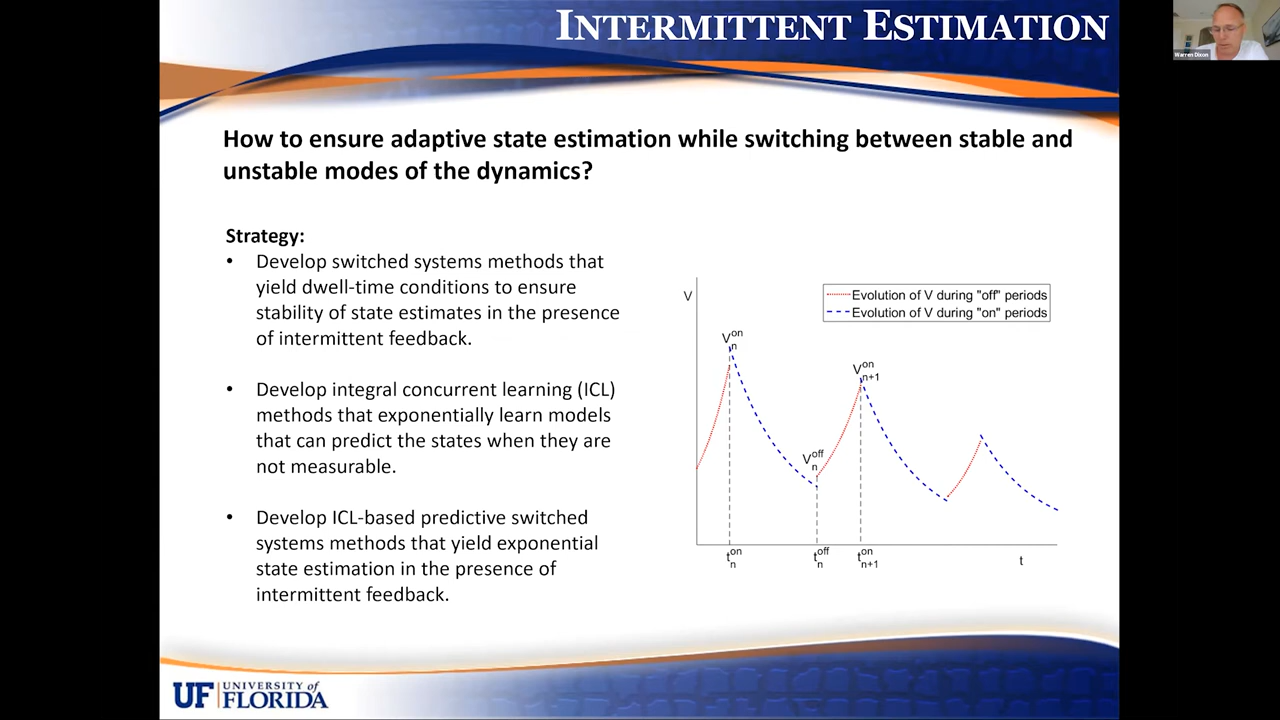 INTERMITTENT ESTIMATION
Warren Dixon
How to ensure adaptive state estimation while switching between stable and
unstable modes of the dynamics?
Strategy:
• Develop switched systems methods that
yield dwell-time conditions to ensure
stability of state estimates in the presence
of intermittent feedback.
• Develop integral concurrent learning (ICL)
methods that exponentially learn models
that can predict the states when they are
not measurable.
• Develop ICL-based predictive switched
systems methods that yield exponential
state estimation in the presence of
intermittent feedback.
V
Evolution of V during "off" periods
Evolution of V during "on" periods
V_n^on
V_n+1^on
V_n^off
t_n^on
t_n^off
t_n+1^on
t
UF UNIVERSITY of
FLORIDA